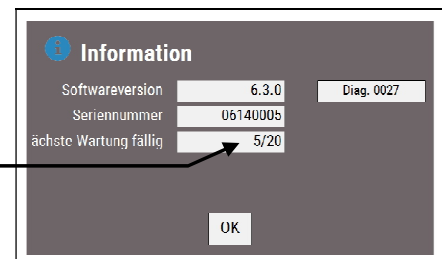 Information
Softwareversion 6.3.0 Diag. 0027
Seriennummer 06140005
ächste Wartung fällig 5/20
OK